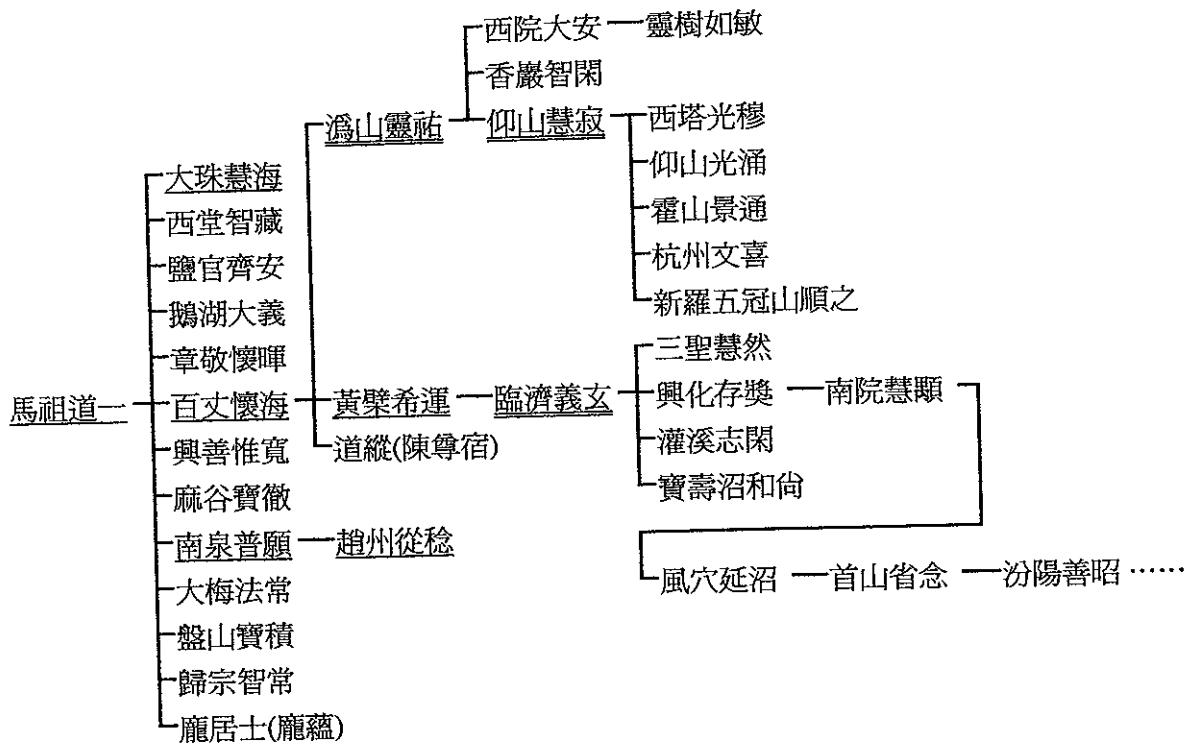 西院大安 靈樹如敏
香巖智閑
潙山靈祐 仰山慧寂 西塔光穆
仰山光涌
大珠慧海
西堂智藏 霍山景通
鹽官齊安 杭州文喜
鵝湖大義 新羅五冠山順之
章敬懷暉 三聖慧然
馬祖道一 百丈懷海 黃檗希運 臨濟義玄 興化存獎 南院慧顒
興善惟寬 道縱(陳尊宿) 灌溪志閑
麻谷寶徹 寶壽沼和尙
南泉普願 趙州從稔
大梅法常 風穴延沼 首山省念 汾陽善昭……
盤山寶積
歸宗智常
龐居士(龐蘊)